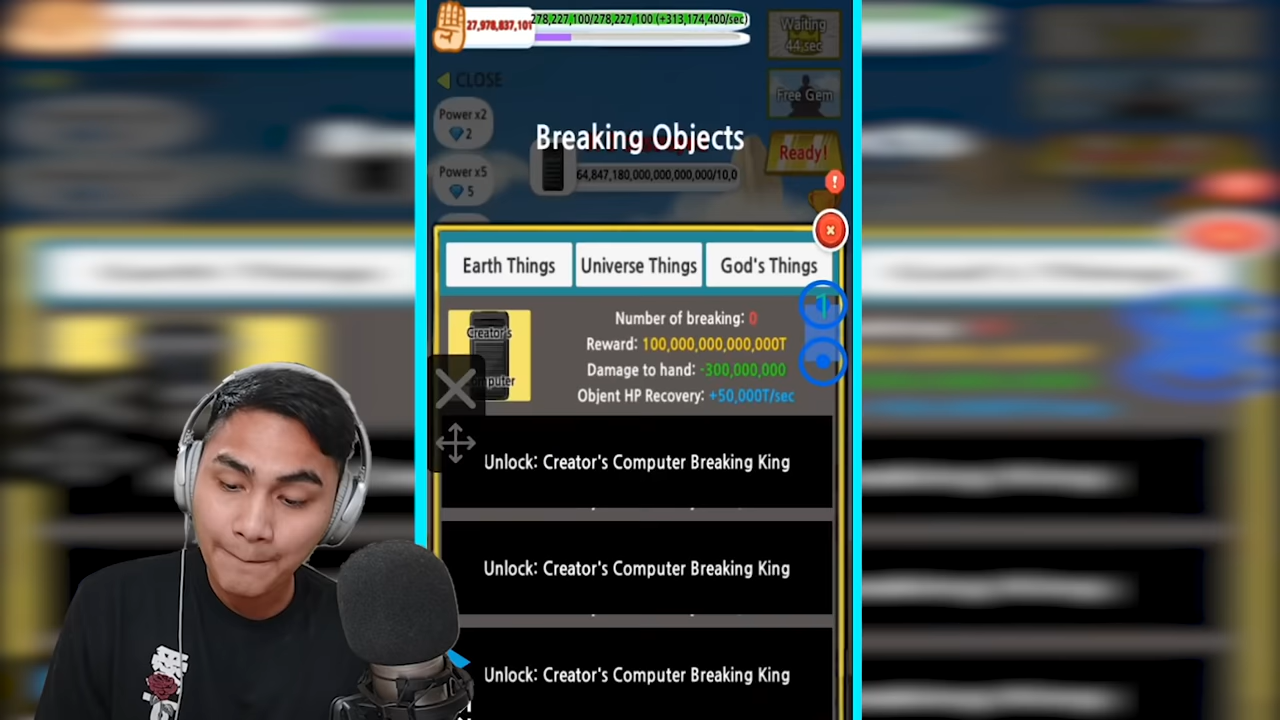 27,978,837,101
278,227,100/278,227,100 (+313,174,400/sec)
Waiting
44 sec
CLOSE
Free Gem
Power x2
2
Breaking Objects
Ready!
Power x5
5
64,847,180,000,000,000,000/10,0
!
Earth Things
Universe Things
God's Things
Creator's
mputer
Number of breaking: 0
Reward: 100,000,000,000,000T
Damage to hand: -300,000,000
Objent HP Recovery: +50,000T/sec
1
Unlock: Creator's Computer Breaking King
Unlock: Creator's Computer Breaking King
Unlock: Creator's Computer Breaking King